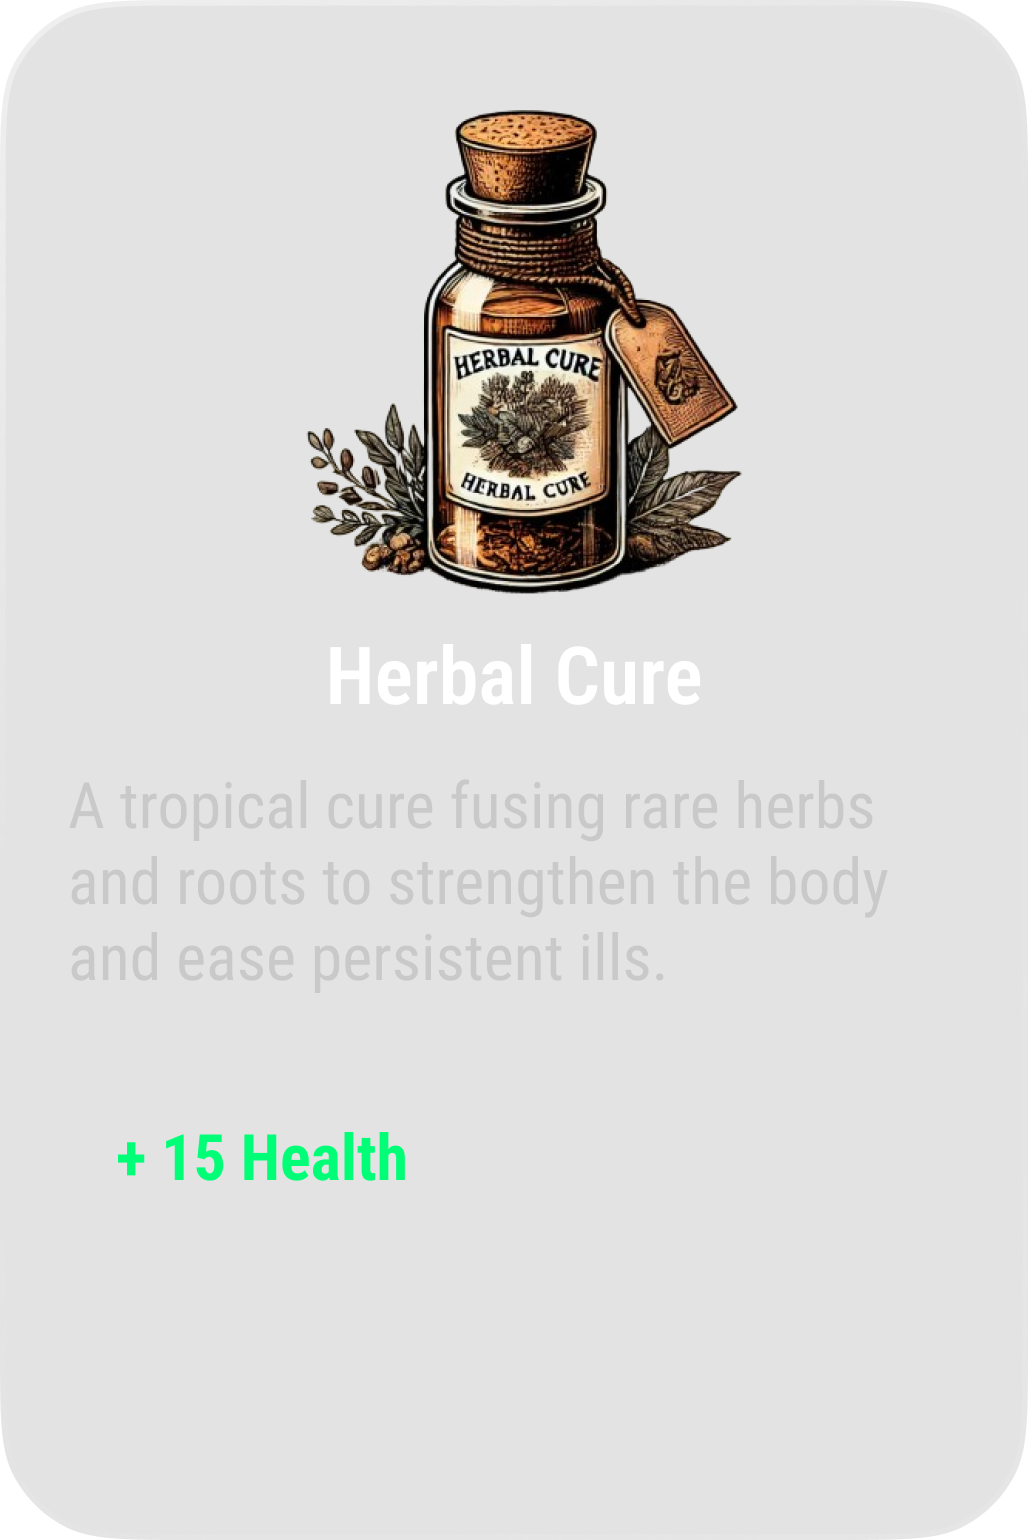 HERBAL CURE
HERBAL CURE
Herbal Cure
A tropical cure fusing rare herbs
and roots to strengthen the body
and ease persistent ills.
+ 15 Health